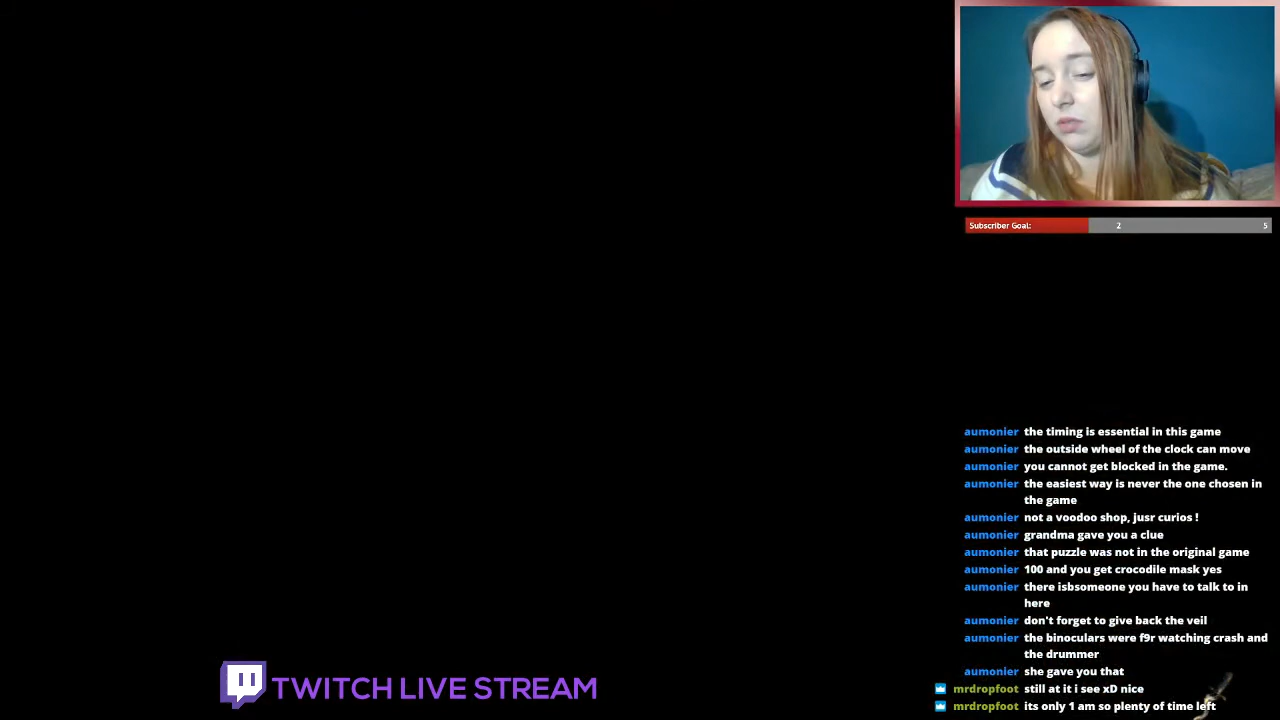 Subscriber Goal: 2 5
aumonier the timing is essential in this game
aumonier the outside wheel of the clock can move
aumonier you cannot get blocked in the game.
aumonier the easiest way is never the one chosen in
the game
aumonier not a voodoo shop, jusr curios !
aumonier grandma gave you a clue
aumonier that puzzle was not in the original game
aumonier 100 and you get crocodile mask yes
aumonier there isbsomeone you have to talk to in
here
aumonier don't forget to give back the veil
aumonier the binoculars were f9r watching crash and
the drummer
aumonier she gave you that
mrdropfoot still at it i see xD nice
mrdropfoot its only 1 am so plenty of time left
TWITCH LIVE STREAM